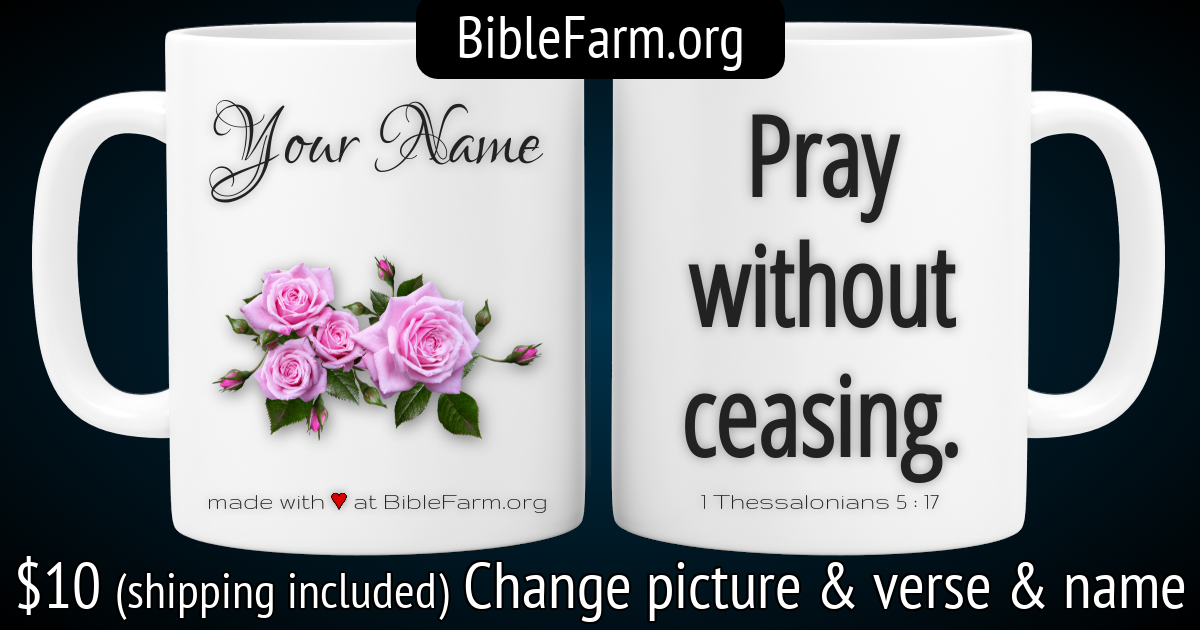 BibleFarm.org
Your Name
made with ♥ at BibleFarm.org
Pray
without
ceasing.
1 Thessalonians 5 : 17
$10 (shipping included) Change picture & verse & name